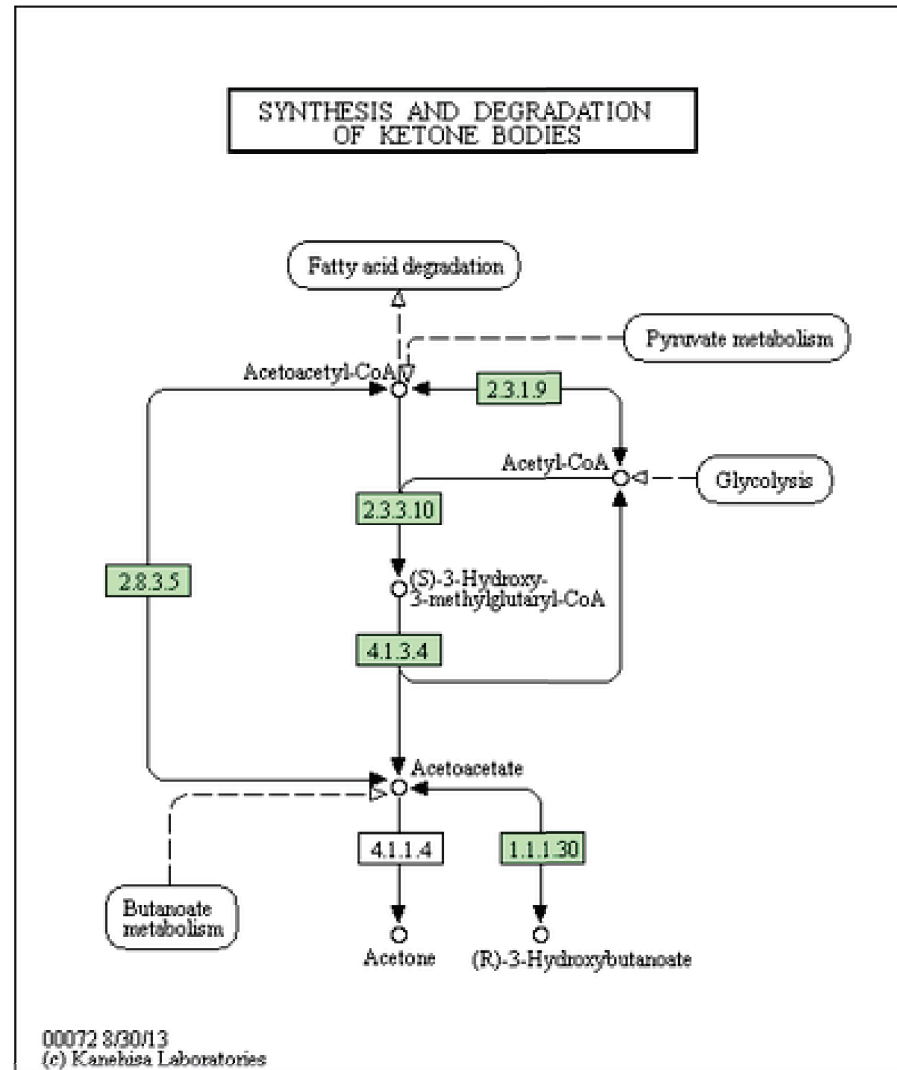 SYNTHESIS AND DEGRADATION
OF KETONE BODIES
Fatty acid degradation
Pyruvate metabolism
Acetoacetyl-CoA
2.3.1.9
Acetyl-CoA
Glycolysis
2.3.3.10
2.8.3.5
(S)-3-Hydroxy-
3-methylglutaryl-CoA
4.1.3.4
Acetoacetate
4.1.1.4
1.1.1.30
Butanoate
metabolism
Acetone
(R)-3-Hydroxybutanoate
00072 8/30/13
(c) Kanehisa Laboratories